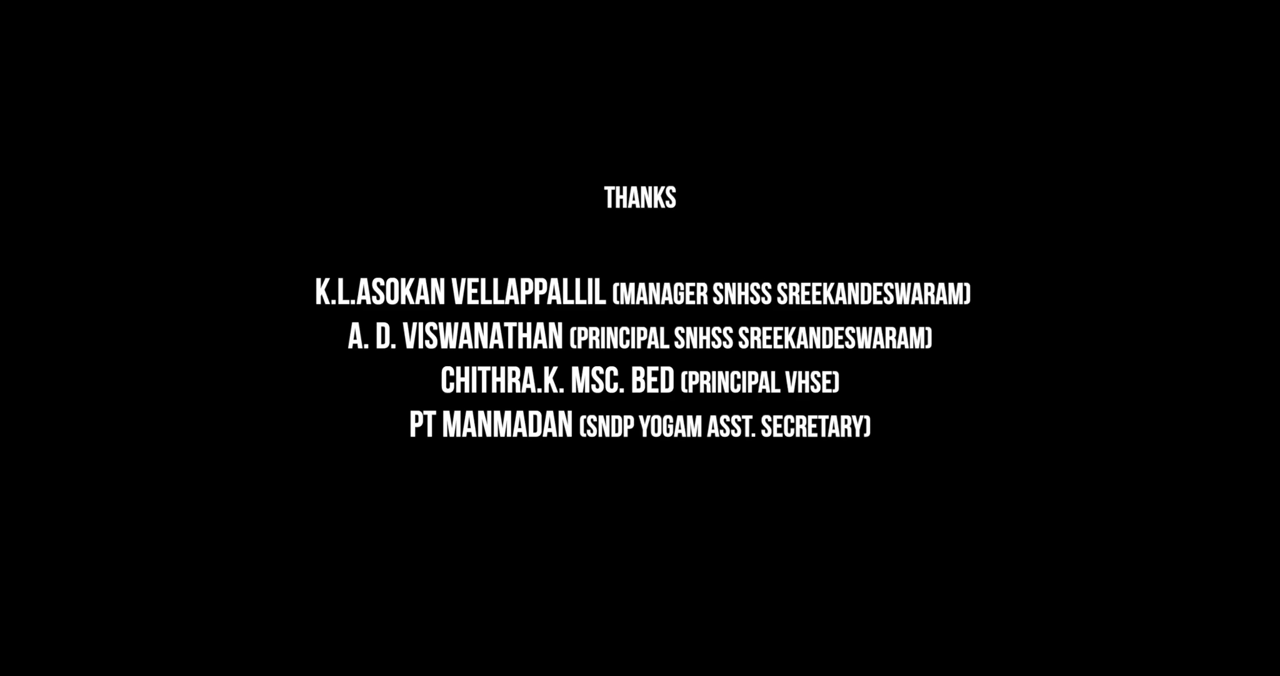 THANKS
K.L.ASOKAN VELLAPPALLIL (MANAGER SNHSS SREEKANDESWARAM)
A. D. VISWANATHAN (PRINCIPAL SNHSS SREEKANDESWARAM)
CHITHRA.K. MSC. BED (PRINCIPAL VHSE)
PT MANMADAN (SNDP YOGAM ASST. SECRETARY)